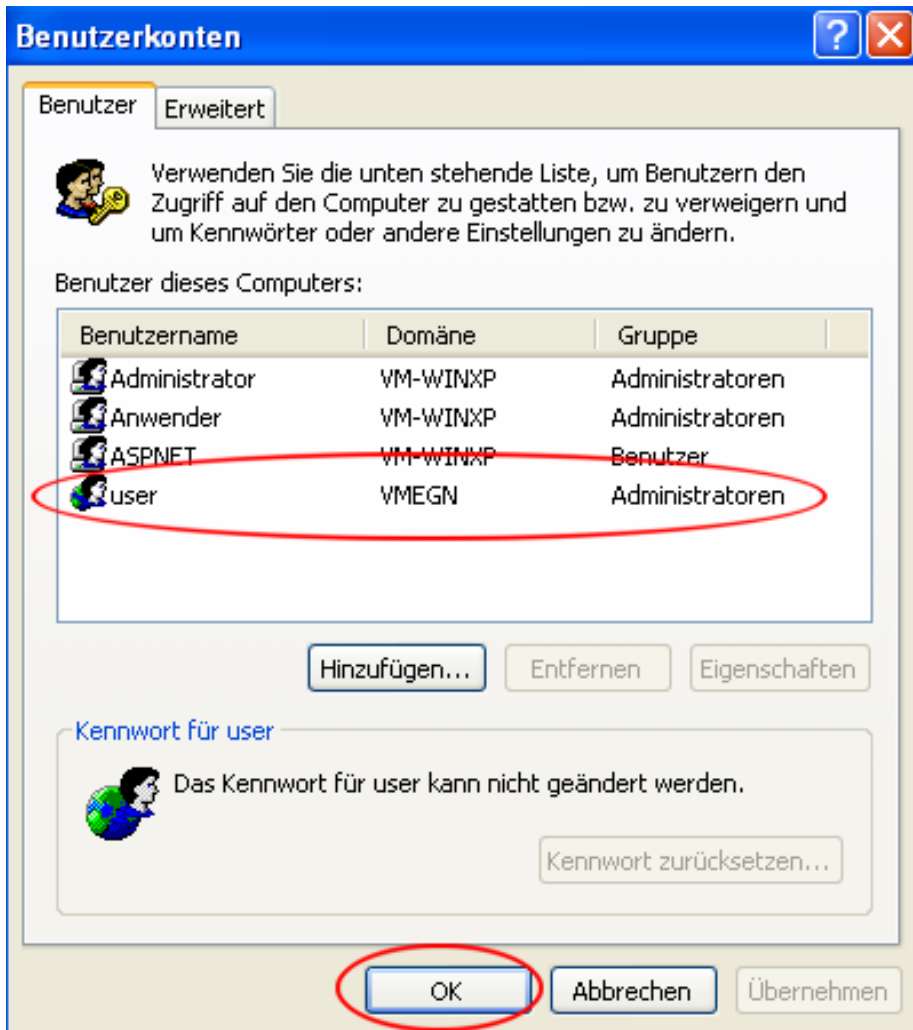 Benutzerkonten
Benutzer Erweitert
Verwenden Sie die unten stehende Liste, um Benutzern den
Zugriff auf den Computer zu gestatten bzw. zu verweigern und
um Kennwörter oder andere Einstellungen zu ändern.
Benutzer dieses Computers:
Benutzername Domäne Gruppe
Administrator VM-WINXP Administratoren
Anwender VM-WINXP Administratoren
ASPNET VM-WINXP Benutzer
user VMEGN Administratoren
Hinzufügen... Entfernen Eigenschaften
Kennwort für user
Das Kennwort für user kann nicht geändert werden.
Kennwort zurücksetzen...
OK Abbrechen Übernehmen